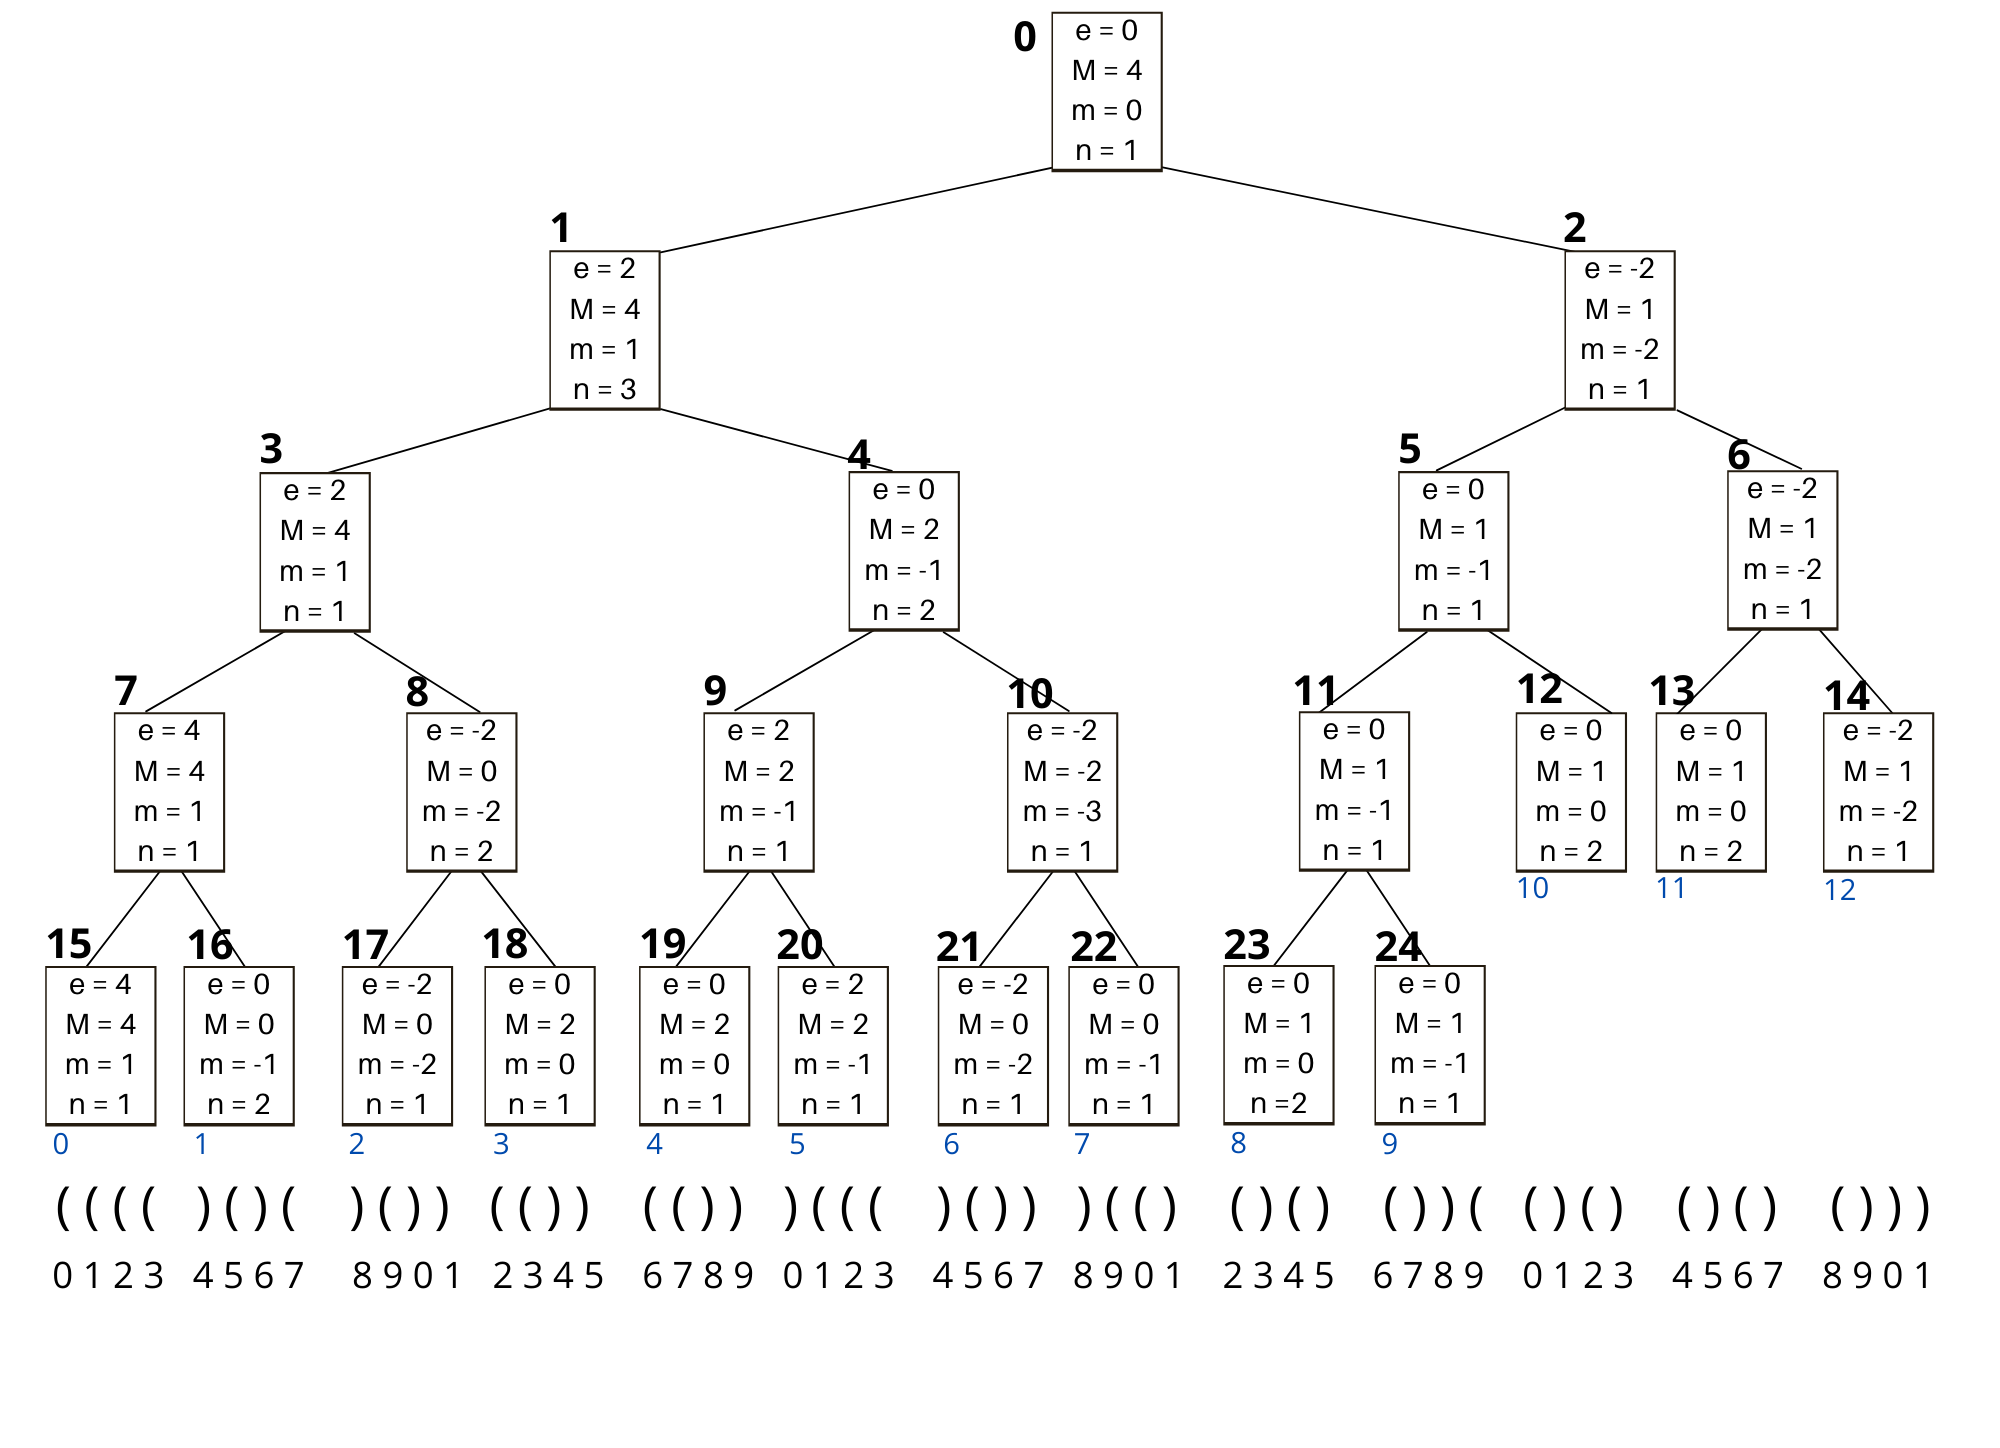 0
e = 0
M = 4
m = 0
n = 1
1
e = 2
M = 4
m = 1
n = 3
2
e = -2
M = 1
m = -2
n = 1
3
e = 2
M = 4
m = 1
n = 1
4
e = 0
M = 2
m = -1
n = 2
5
e = 0
M = 1
m = -1
n = 1
6
e = -2
M = 1
m = -2
n = 1
7
e = 4
M = 4
m = 1
n = 1
8
e = -2
M = 0
m = -2
n = 2
9
e = 2
M = 2
m = -1
n = 1
10
e = -2
M = -2
m = -3
n = 1
11
e = 0
M = 1
m = -1
n = 1
12
e = 0
M = 1
m = 0
n = 2
10
13
e = 0
M = 1
m = 0
n = 2
11
14
e = -2
M = 1
m = -2
n = 1
12
15
e = 4
M = 4
m = 1
n = 1
0
16
e = 0
M = 0
m = -1
n = 2
1
17
e = -2
M = 0
m = -2
n = 1
2
18
e = 0
M = 2
m = 0
n = 1
3
19
e = 0
M = 2
m = 0
n = 1
4
20
e = 2
M = 2
m = -1
n = 1
5
21
e = -2
M = 0
m = -2
n = 1
6
22
e = 0
M = 0
m = -1
n = 1
7
23
e = 0
M = 1
m = 0
n =2
8
24
e = 0
M = 1
m = -1
n = 1
9
( ( ( ( ) ( ) ( ) ( ) ) ( ( ) ) ( ( ) ) ) ( ( ( ) ( ) ) ) ( ( ) ( ) ( ) ( ) ) ( ( ) ( ) ( ) ( ) ( ) ) )
0 1 2 3 4 5 6 7 8 9 0 1 2 3 4 5 6 7 8 9 0 1 2 3 4 5 6 7 8 9 0 1 2 3 4 5 6 7 8 9 0 1 2 3 4 5 6 7 8 9 0 1